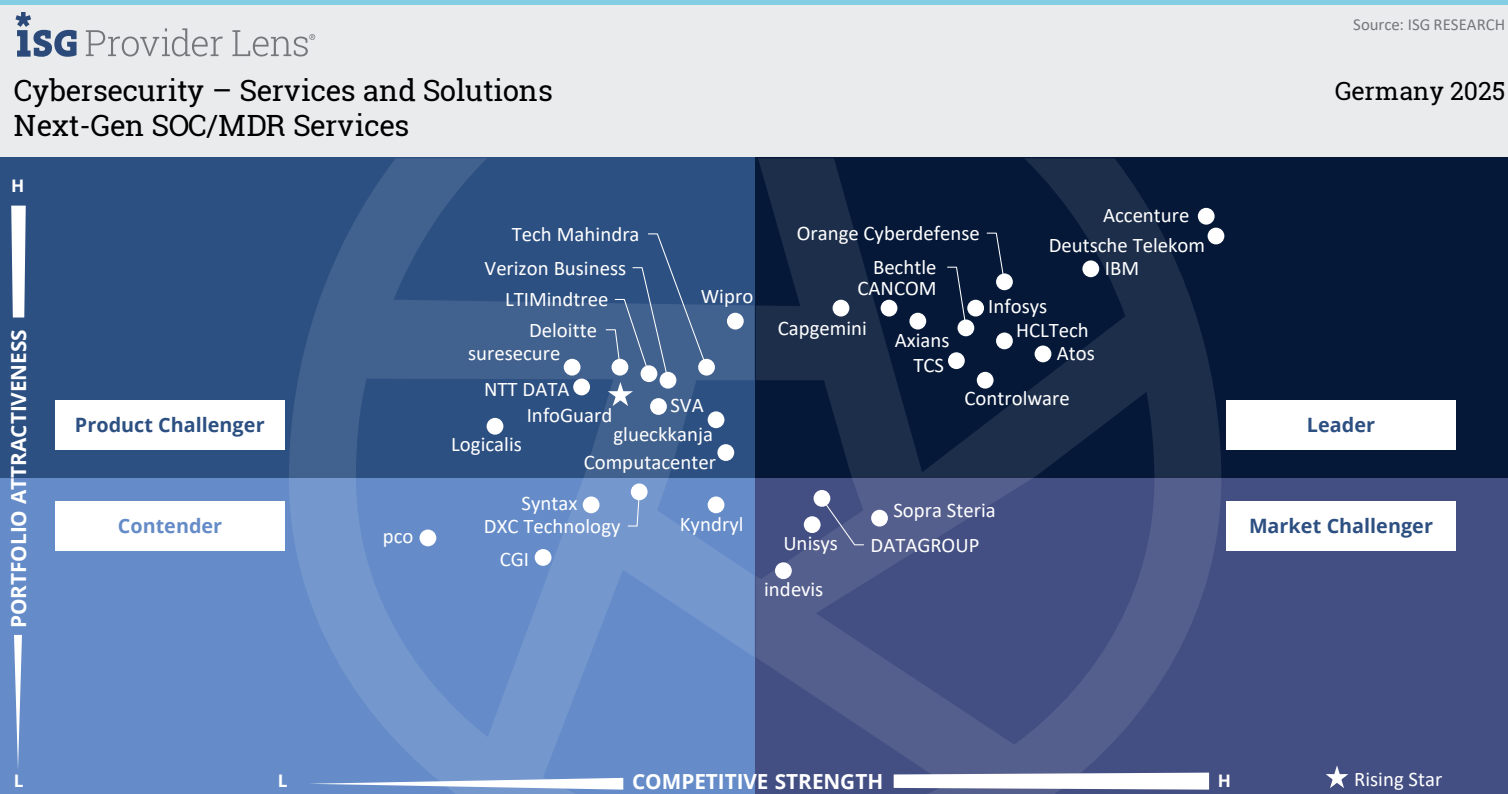 ISG Provider Lens®
Source: ISG RESEARCH
Cybersecurity – Services and Solutions
Next-Gen SOC/MDR Services
Germany 2025
H
PORTFOLIO ATTRACTIVENESS
L
Tech Mahindra
Verizon Business
LTIMindtree
Wipro
Deloitte
suresecure
NTT DATA
InfoGuard
SVA
glueckkanja
Logicalis
Computacenter
Product Challenger
Accenture
Orange Cyberdefense
Deutsche Telekom
Bechtle
IBM
CANCOM
Infosys
Capgemini
HCLTech
Axians
Atos
TCS
Controlware
Leader
Contender
Syntax
DXC Technology
Kyndryl
pco
CGI
Sopra Steria
Unisys
DATAGROUP
indevis
Market Challenger
L
COMPETITIVE STRENGTH
H
Rising Star